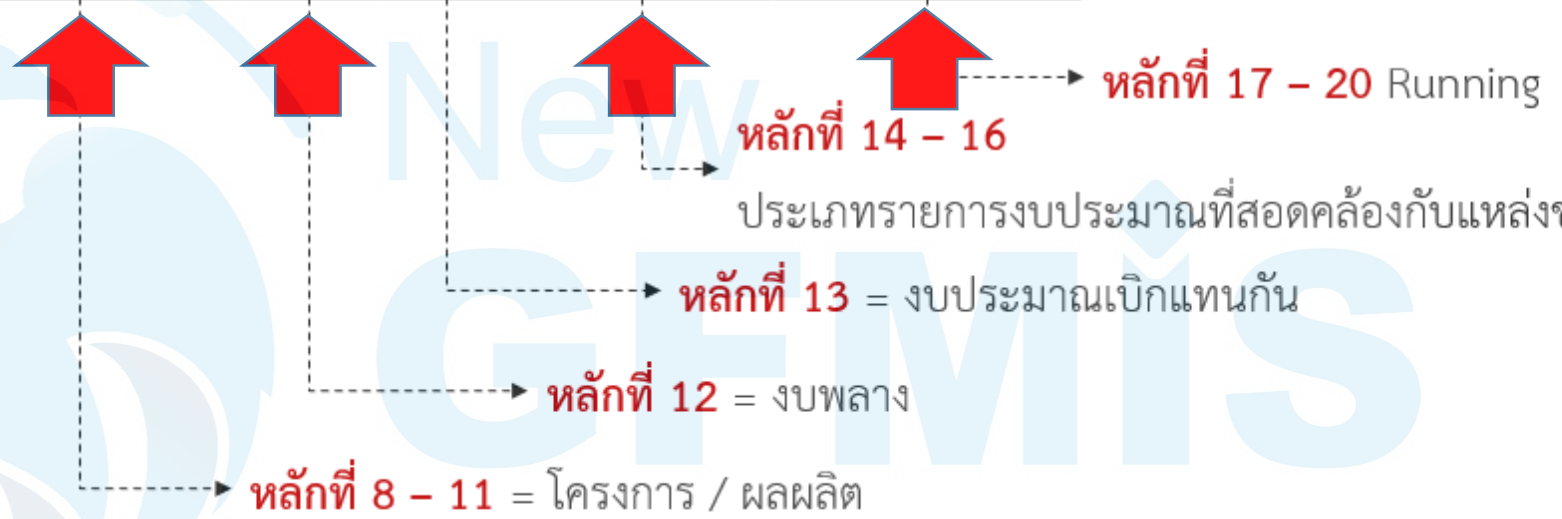 New
GFMIS
หลักที่ 17 – 20 Running
หลักที่ 14 – 16
ประเภทรายการงบประมาณที่สอดคล้องกับแหล่ง
หลักที่ 13 = งบประมาณเบิกแทนกัน
หลักที่ 12 = งบพลาง
หลักที่ 8 – 11 = โครงการ / ผลผลิต